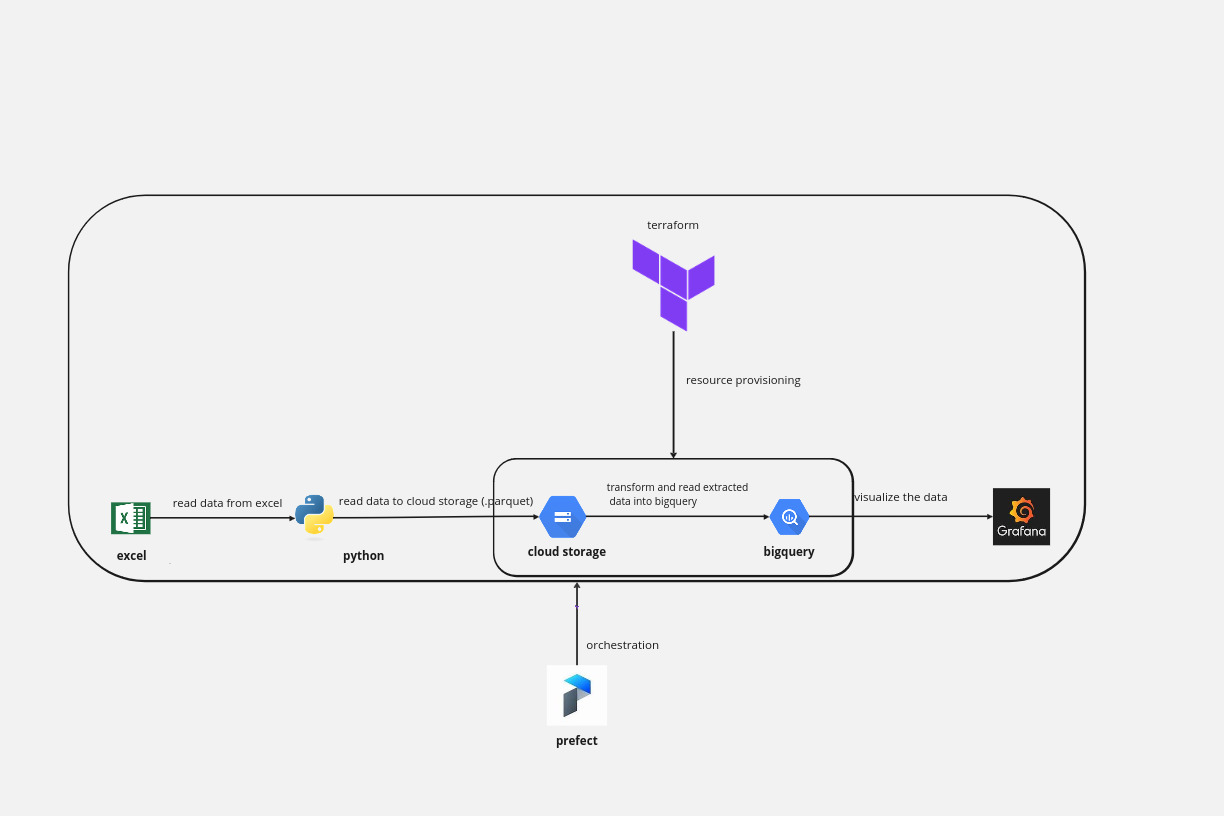 terraform
resource provisioning
read data from excel
read data to cloud storage (.parquet)
transform and read extracted
data into bigquery
visualize the data
X
Grafana
excel
python
cloud storage
bigquery
orchestration
prefect